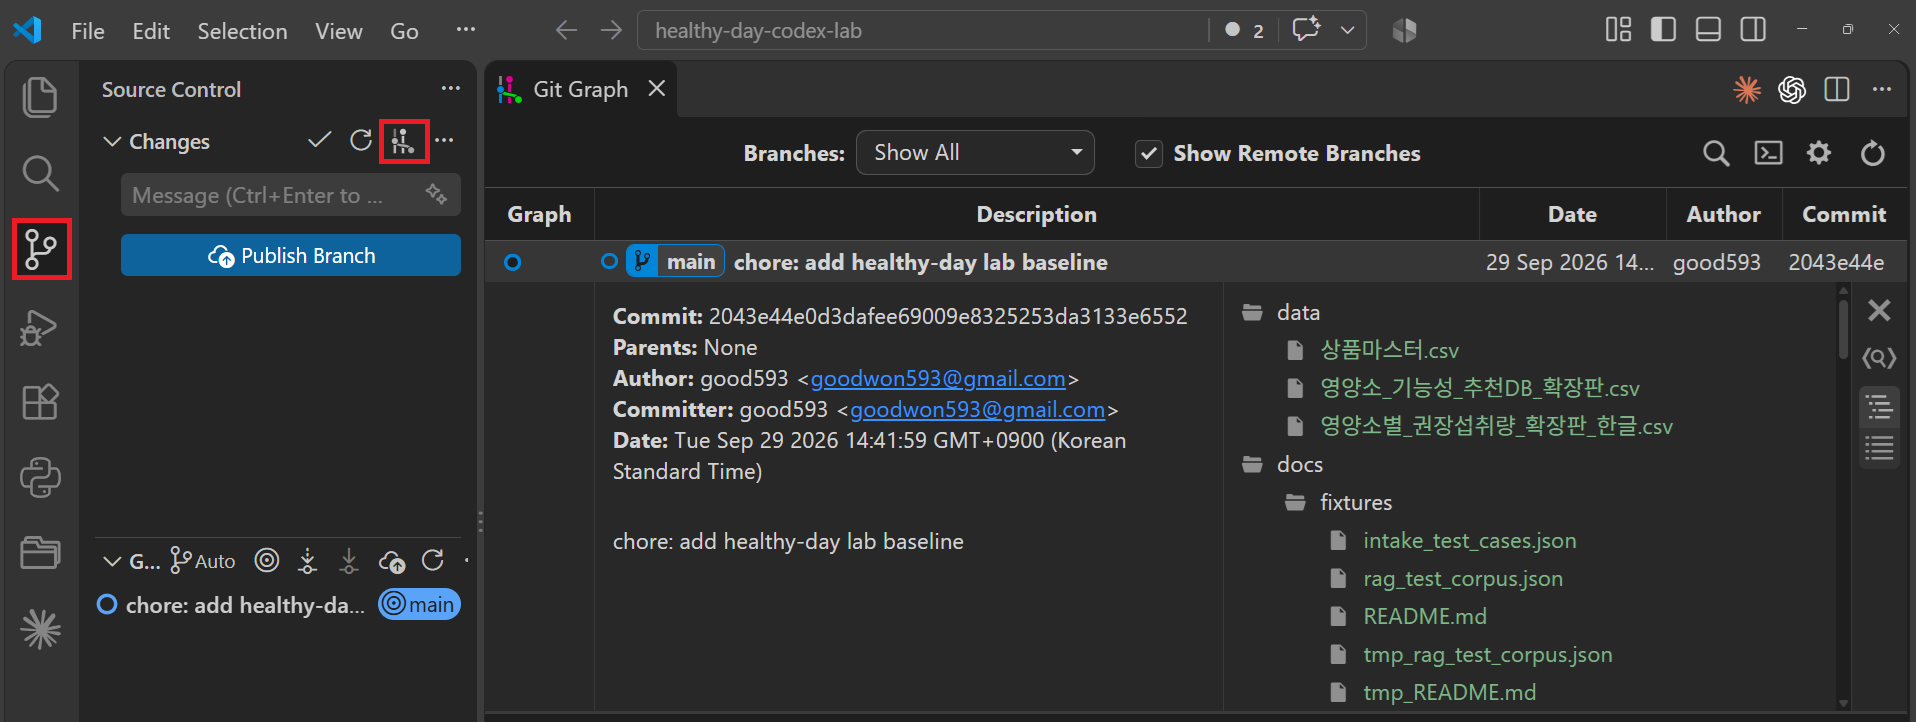 File Edit Selection View Go ···
healthy-day-codex-lab
2
Source Control
Changes
Message (Ctrl+Enter to ...
Publish Branch
G... Auto
chore: add healthy-da... main
Git Graph
Branches: Show All Show Remote Branches
Graph Description Date Author Commit
main chore: add healthy-day lab baseline 29 Sep 2026 14... good593 2043e44e
Commit: 2043e44e0d3dafee69009e8325253da3133e6552
Parents: None
Author: good593 <goodwon593@gmail.com>
Committer: good593 <goodwon593@gmail.com>
Date: Tue Sep 29 2026 14:41:59 GMT+0900 (Korean
Standard Time)
chore: add healthy-day lab baseline
data
상품마스터.csv
영양소_기능성_추천DB_확장판.csv
영양소별_권장섭취량_확장판_한글.csv
docs
fixtures
intake_test_cases.json
rag_test_corpus.json
README.md
tmp_rag_test_corpus.json
tmp_README.md